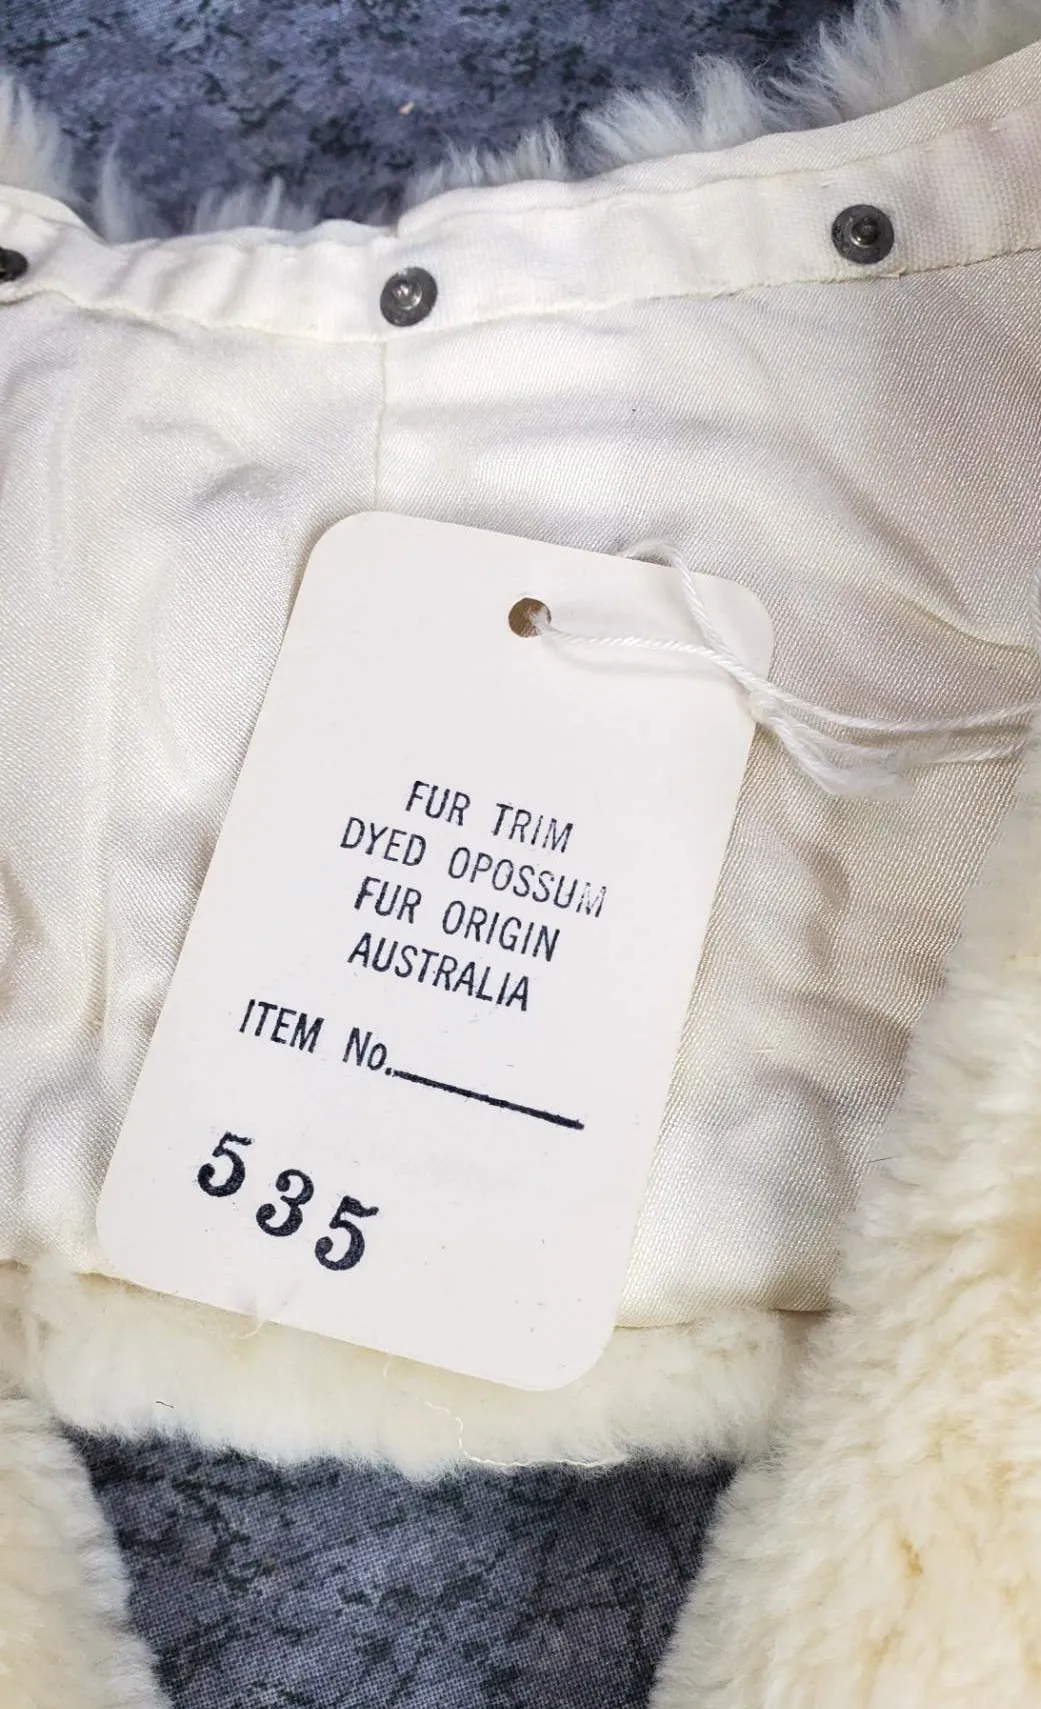 FUR TRIM
DYED OPOSSUM
FUR ORIGIN
AUSTRALIA
ITEM No.
535